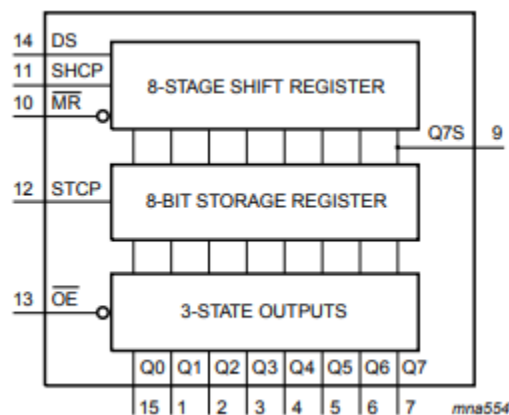 14 DS
11 SHCP
8-STAGE SHIFT REGISTER
10 M̅R̅
Q7S 9
12 STCP
8-BIT STORAGE REGISTER
13 O̅E̅
3-STATE OUTPUTS
Q0 Q1 Q2 Q3 Q4 Q5 Q6 Q7
15 1 2 3 4 5 6 7 mna554